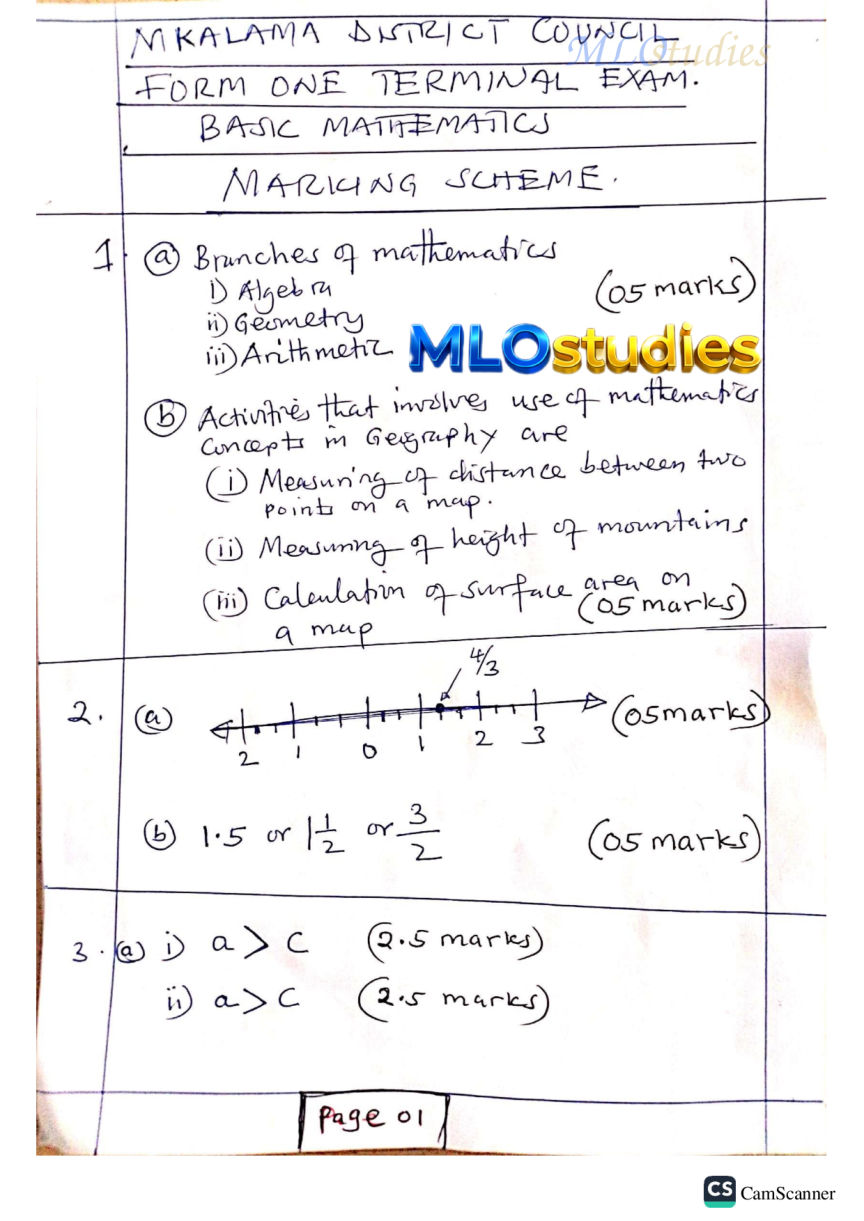 MKALAMA DISTRICT COUNCIL
MLOstudies
FORM ONE TERMINAL EXAM.
BASIC MATHEMATICS
MARKING SCHEME.
1. (a) Branches of mathematics
i) Algebra (05 marks)
ii) Geometry
iii) Arithmetic
MLOstudies
(b) Activities that involves use of mathematics
concepts in Geography are
(i) Measuring of distance between two
points on a map.
(ii) Measuring of height of mountains
(iii) Calculation of surface area on
a map (05 marks)
4/3
2. (a) (05 marks)
2 1 0 1 2 3
(b) 1.5 or 1 1/2 or 3/2 (05 marks)
3. (a) i) a > c (2.5 marks)
ii) a > c (2.5 marks)
Page 01
CS CamScanner